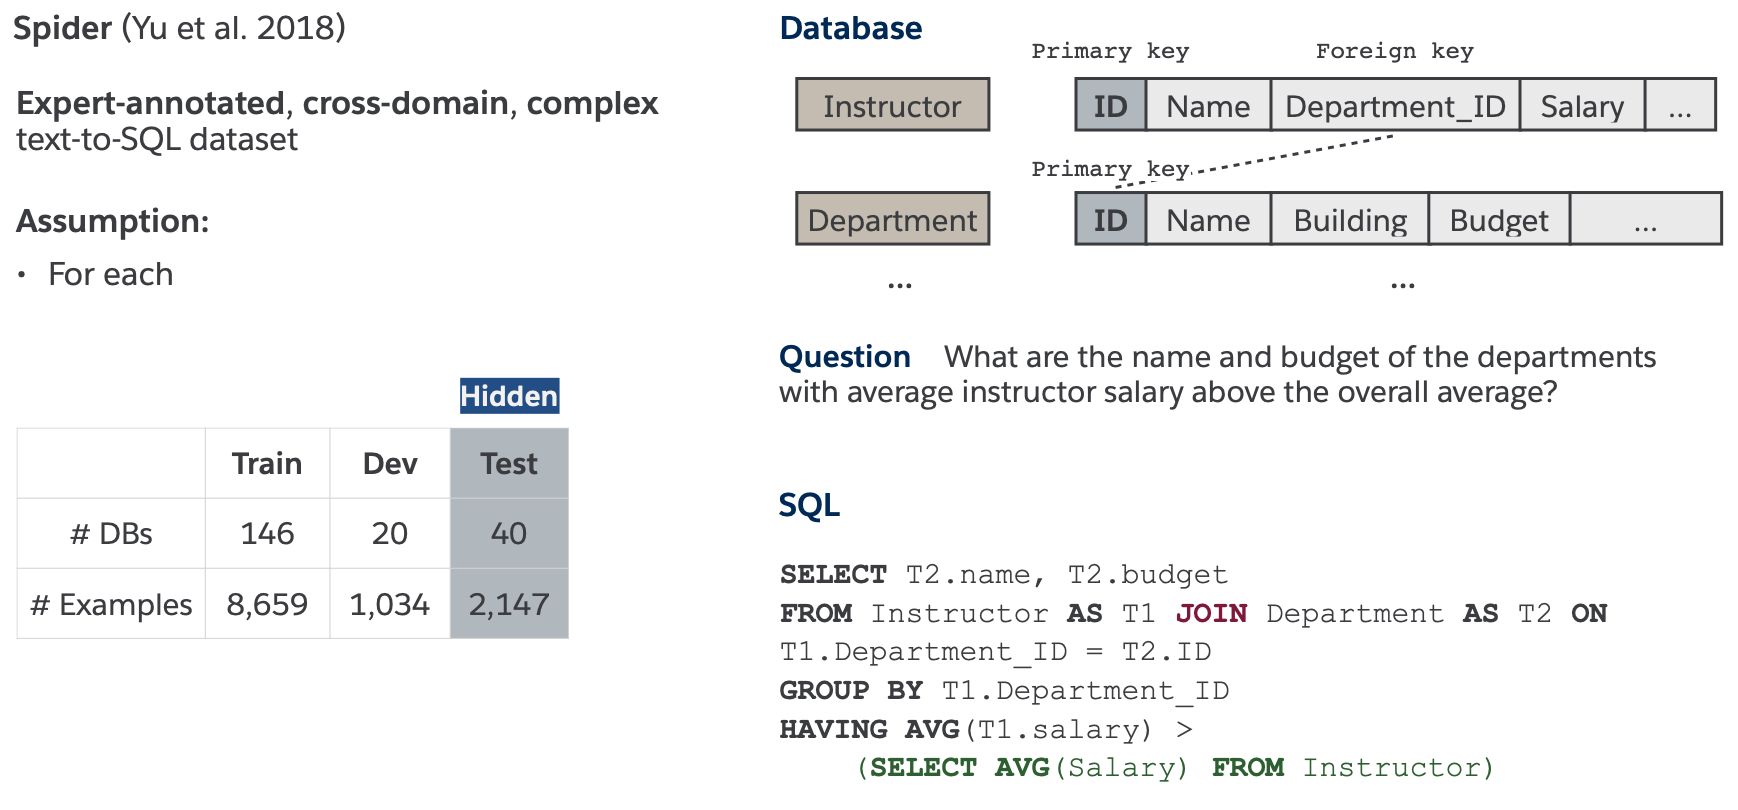 Spider (Yu et al. 2018)
Expert-annotated, cross-domain, complex
text-to-SQL dataset
Assumption:
• For each
Hidden
Train Dev Test
# DBs 146 20 40
# Examples 8,659 1,034 2,147
Database
Primary key Foreign key
Instructor ID Name Department_ID Salary ...
Primary key
Department ID Name Building Budget ...
... ...
Question What are the name and budget of the departments
with average instructor salary above the overall average?
SQL
SELECT T2.name, T2.budget
FROM Instructor AS T1 JOIN Department AS T2 ON
T1.Department_ID = T2.ID
GROUP BY T1.Department_ID
HAVING AVG(T1.salary) >
(SELECT AVG(Salary) FROM Instructor)